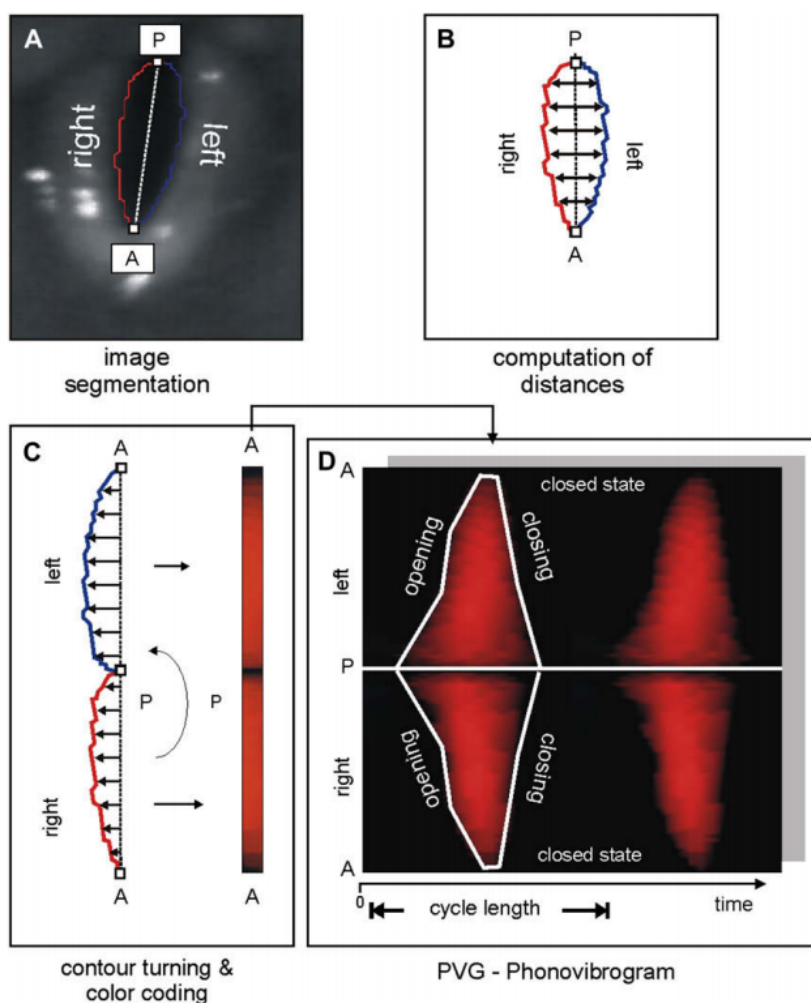 A
P
right
left
A
image
segmentation
B
P
right
left
A
computation of
distances
C
A
A
left
P
P
right
A
A
contour turning &
color coding
D
A
closed state
opening
closing
left
P
opening
closing
right
closed state
A
0
time
cycle length
PVG - Phonovibrogram